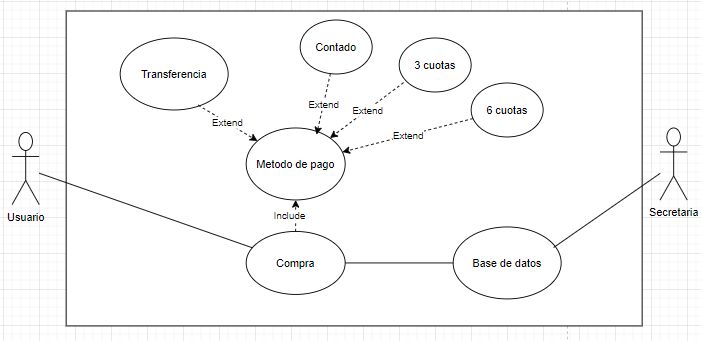 Contado
Transferencia
3 cuotas
6 cuotas
Extend
Extend
Extend
Extend
Metodo de pago
Usuario
Secretaria
Include
Compra
Base de datos